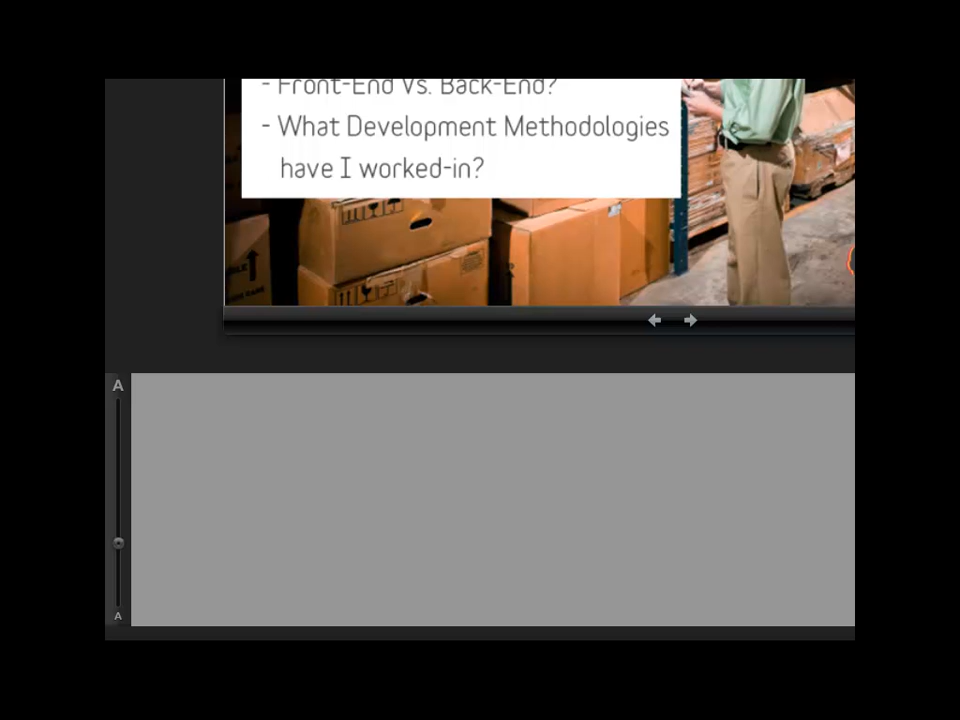 - Front-End Vs. Back-End?
- What Development Methodologies
have I worked-in?
A
A